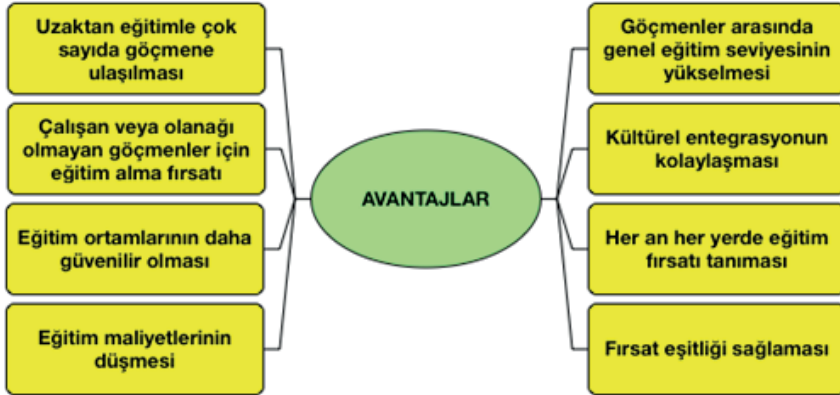 Uzaktan eğitimle çok
sayıda göçmene
ulaşılması
Çalışan veya olanağı
olmayan göçmenler için
eğitim alma fırsatı
Eğitim ortamlarının daha
güvenilir olması
Eğitim maliyetlerinin
düşmesi
AVANTAJLAR
Göçmenler arasında
genel eğitim seviyesinin
yükselmesi
Kültürel entegrasyonun
kolaylaşması
Her an her yerde eğitim
fırsatı tanıması
Fırsat eşitliği sağlaması